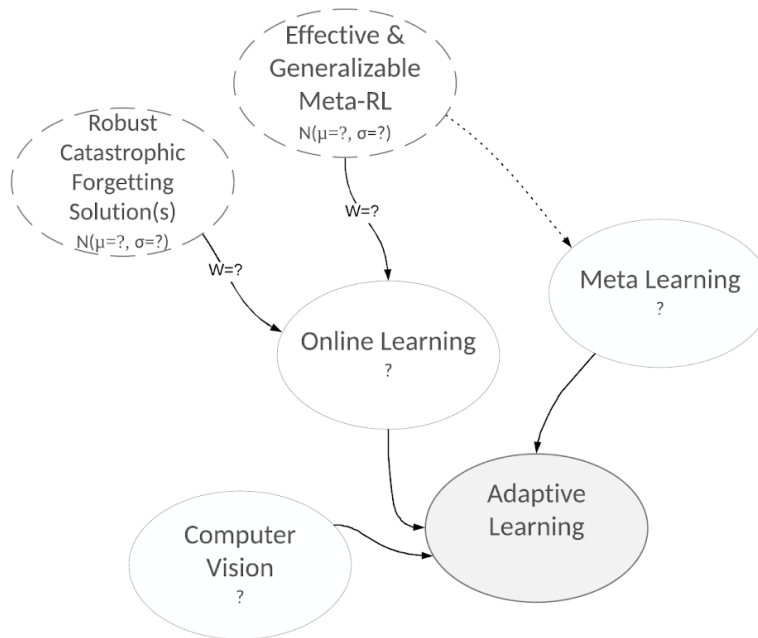 Effective &
Generalizable
Meta-RL
N(μ=?, σ=?)
Robust
Catastrophic
Forgetting
Solution(s)
N(μ=?, σ=?)
W=?
W=?
Meta Learning
?
Online Learning
?
Adaptive
Learning
Computer
Vision
?